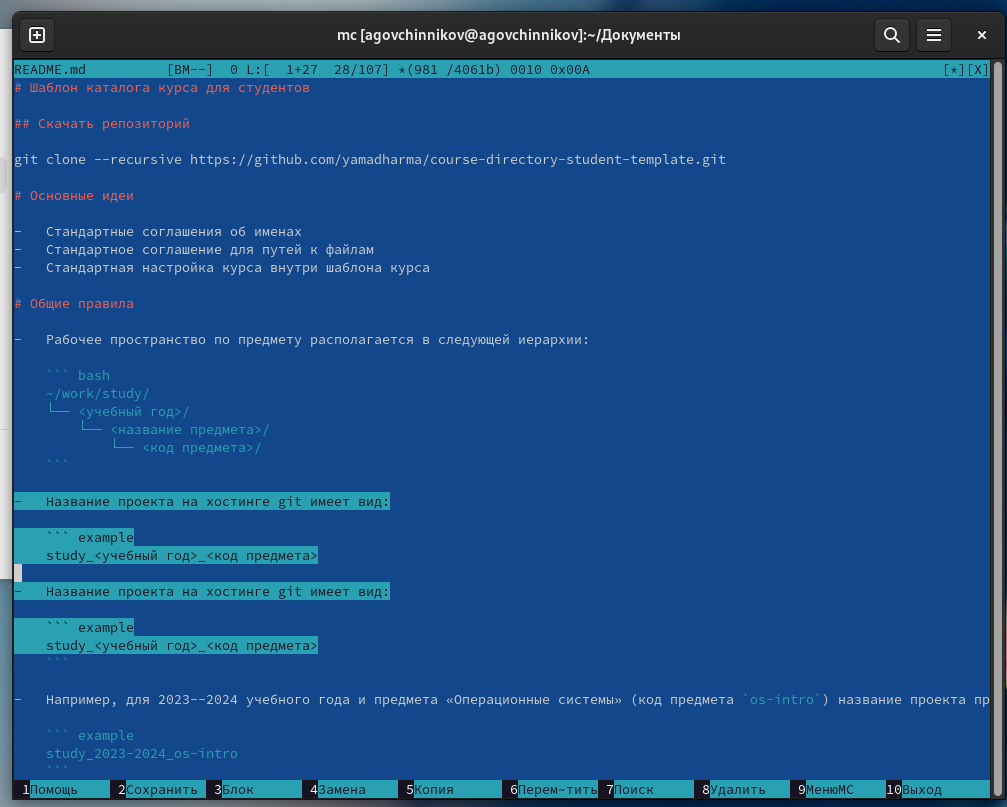 mc [agovchinnikov@agovchinnikov]:~/Документы
README.md [BM--] 0 L:[ 1+27 28/107] *(981 /4061b) 0010 0x00A [*][X]
# Шаблон каталога курса для студентов
## Скачать репозиторий
git clone --recursive https://github.com/yamadharma/course-directory-student-template.git
# Основные идеи
- Стандартные соглашения об именах
- Стандартное соглашение для путей к файлам
- Стандартная настройка курса внутри шаблона курса
# Общие правила
- Рабочее пространство по предмету располагается в следующей иерархии:
``` bash
~/work/study/
└── <учебный год>/
└── <название предмета>/
└── <код предмета>/
```
- Название проекта на хостинге git имеет вид:
``` example
study_<учебный год>_<код предмета>
- Название проекта на хостинге git имеет вид:
``` example
study_<учебный год>_<код предмета>
```
- Например, для 2023--2024 учебного года и предмета «Операционные системы» (код предмета `os-intro`) название проекта пр
``` example
study_2023-2024_os-intro
```
1Помощь 2Сохранить 3Блок 4Замена 5Копия 6Перем~тить 7Поиск 8Удалить 9МенюMC 10Выход